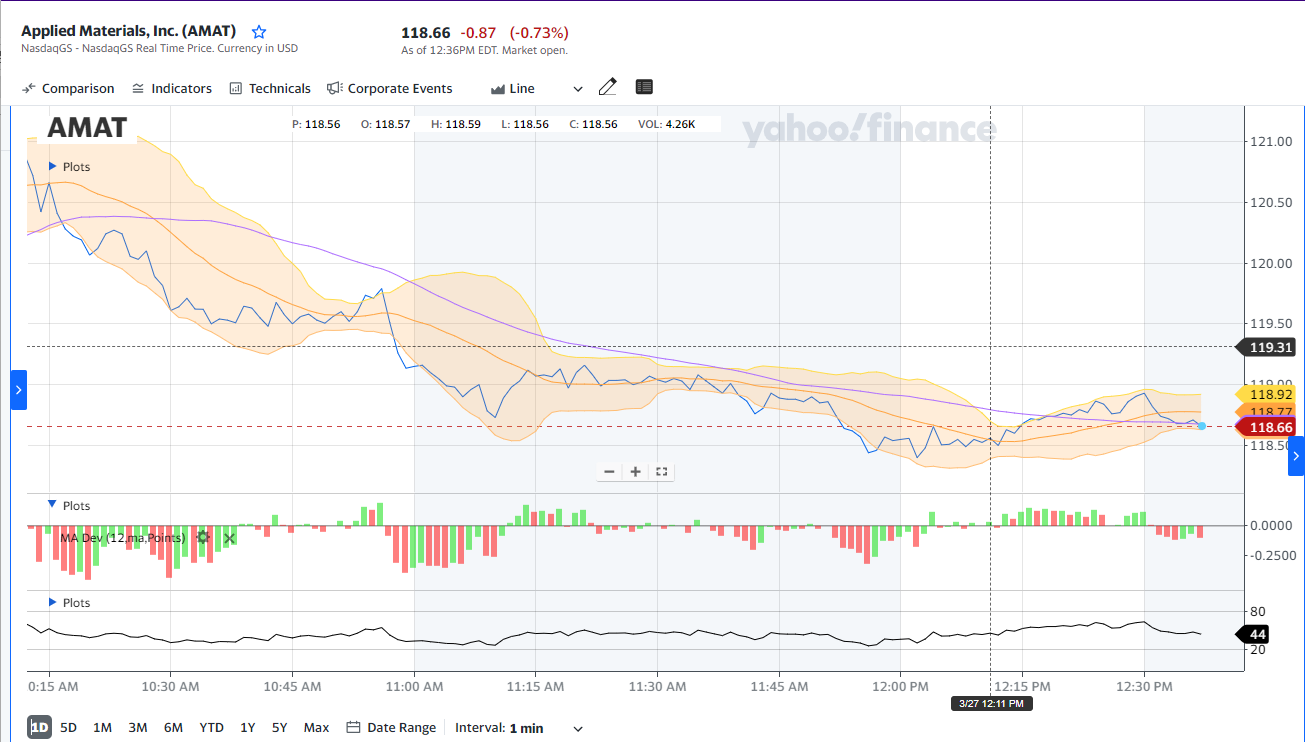 Applied Materials, Inc. (AMAT)
118.66 -0.87 (-0.73%)
NasdaqGS - NasdaqGS Real Time Price. Currency in USD
As of 12:36PM EDT. Market open.
Comparison Indicators Technicals Corporate Events Line
AMAT
P: 118.56 O: 118.57 H: 118.59 L: 118.56 C: 118.56 VOL: 4.26K
yahoo!finance
121.00
Plots
120.50
120.00
119.50
119.31
119.00
118.92
118.77
118.66
118.50
Plots
0.0000
MA Dev (12,ma,Points)
-0.2500
Plots
80
44
20
0:15 AM 10:30 AM 10:45 AM 11:00 AM 11:15 AM 11:30 AM 11:45 AM 12:00 PM 12:15 PM 12:30 PM
3/27 12:11 PM
1D 5D 1M 3M 6M YTD 1Y 5Y Max Date Range Interval: 1 min